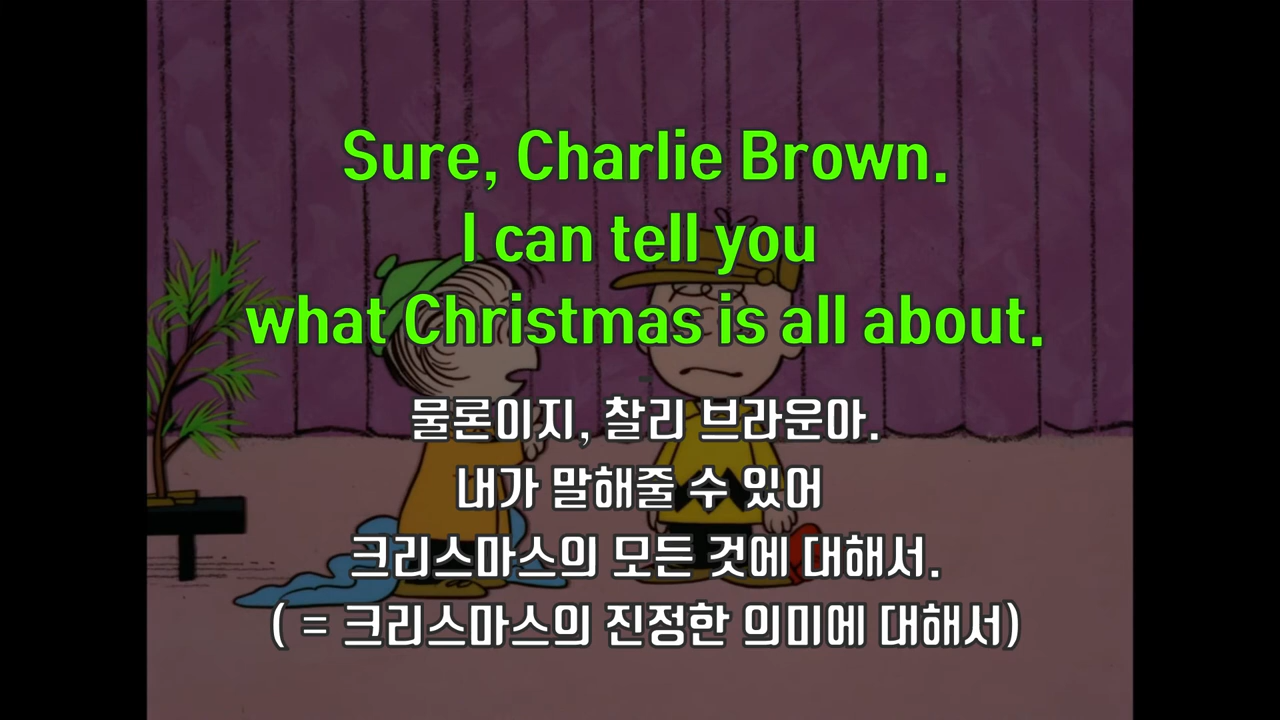 Sure, Charlie Brown.
I can tell you
what Christmas is all about.
물론이지, 찰리 브라운아.
내가 말해줄 수 있어
크리스마스의 모든 것에 대해서.
( = 크리스마스의 진정한 의미에 대해서)